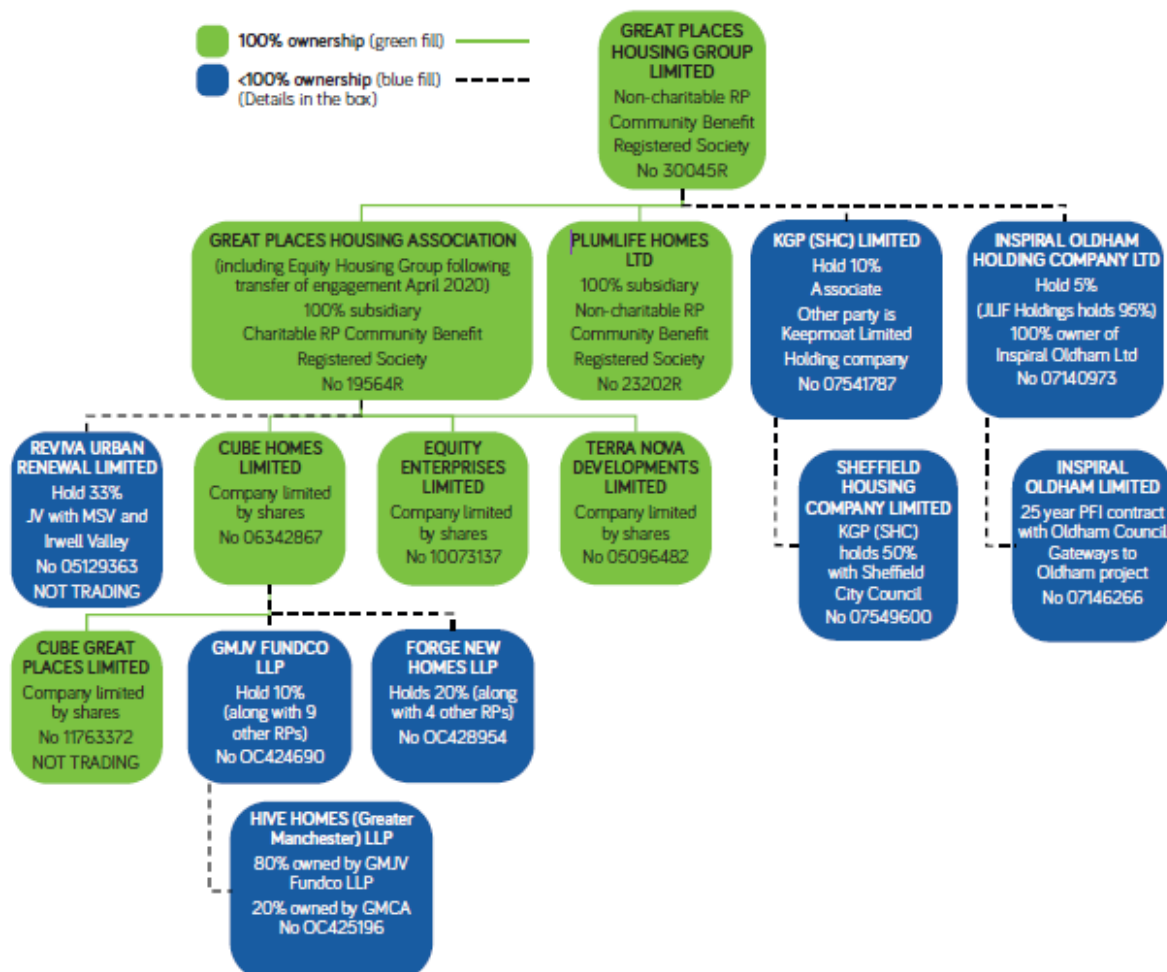 100% ownership (green fill)
<100% ownership (blue fill)
(Details in the box)
GREAT PLACES
HOUSING GROUP
LIMITED
Non-charitable RP
Community Benefit
Registered Society
No 30045R
GREAT PLACES HOUSING ASSOCIATION
(including Equity Housing Group following
transfer of engagement April 2020)
100% subsidiary
Charitable RP Community Benefit
Registered Society
No 19564R
PLUMLIFE HOMES
LTD
100% subsidiary
Non-charitable RP
Community Benefit
Registered Society
No 23202R
KGP (SHC) LIMITED
Hold 10%
Associate
Other party is
Keepmoat Limited
Holding company
No 07541787
INSPIRAL OLDHAM
HOLDING COMPANY LTD
Hold 5%
(JLIF Holdings holds 95%)
100% owner of
Inspiral Oldham Ltd
No 07140973
REVIVA URBAN
RENEWAL LIMITED
Hold 33%
JV with MSV and
Irwell Valley
No 05129363
NOT TRADING
CUBE HOMES
LIMITED
Company limited
by shares
No 06342867
EQUITY
ENTERPRISES
LIMITED
Company limited
by shares
No 10073137
TERRA NOVA
DEVELOPMENTS
LIMITED
Company limited
by shares
No 05096482
SHEFFIELD
HOUSING
COMPANY LIMITED
KGP (SHC)
holds 50%
with Sheffield
City Council
No 07549600
INSPIRAL
OLDHAM LIMITED
25 year PFI contract
with Oldham Council
Gateways to
Oldham project
No 07146266
CUBE GREAT
PLACES LIMITED
Company limited
by shares
No 11763372
NOT TRADING
GMJV FUNDCO
LLP
Hold 10%
(along with 9
other RPs)
No OC424690
FORGE NEW
HOMES LLP
Holds 20% (along
with 4 other RPs)
No OC428954
HIVE HOMES (Greater
Manchester) LLP
80% owned by GMJV
Fundco LLP
20% owned by GMCA
No OC425196